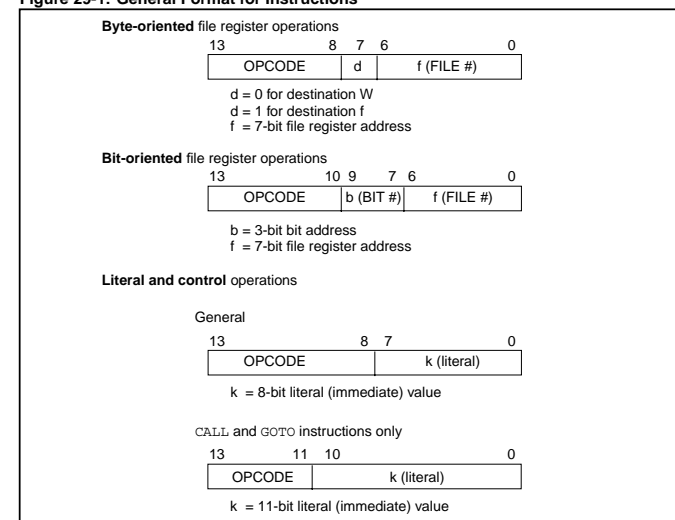 Figure 29-1: General Format for Instructions
Byte-oriented file register operations
13 8 7 6 0
OPCODE d f (FILE #)
d = 0 for destination W
d = 1 for destination f
f = 7-bit file register address
Bit-oriented file register operations
13 10 9 7 6 0
OPCODE b (BIT #) f (FILE #)
b = 3-bit bit address
f = 7-bit file register address
Literal and control operations
General
13 8 7 0
OPCODE k (literal)
k = 8-bit literal (immediate) value
CALL and GOTO instructions only
13 11 10 0
OPCODE k (literal)
k = 11-bit literal (immediate) value